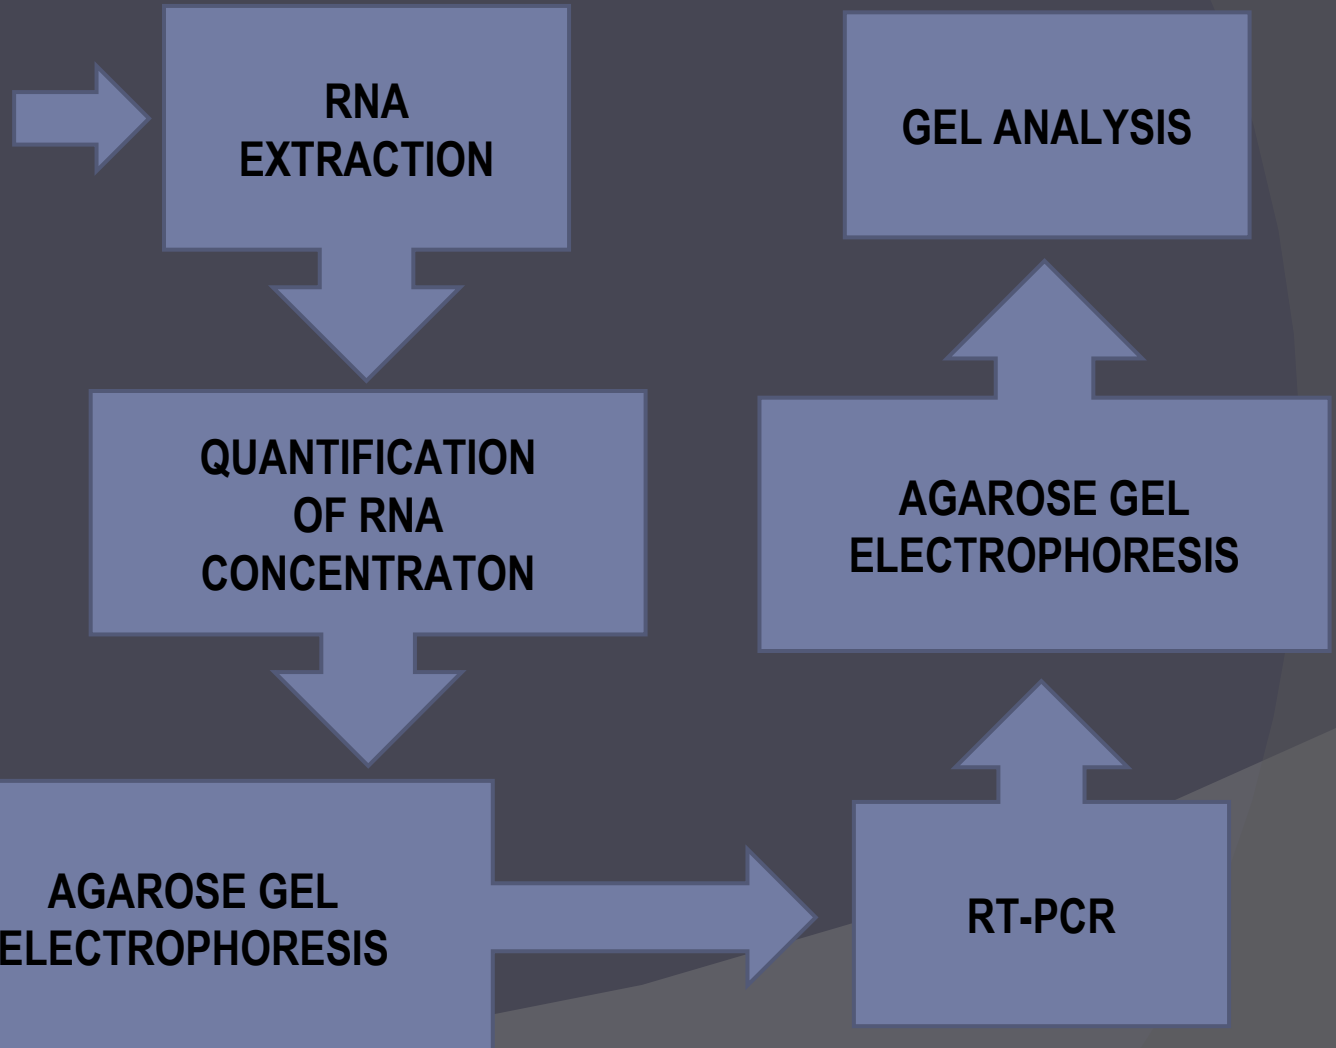 RNA
EXTRACTION
QUANTIFICATION
OF RNA
CONCENTRATON
AGAROSE GEL
ELECTROPHORESIS
RT-PCR
AGAROSE GEL
ELECTROPHORESIS
GEL ANALYSIS